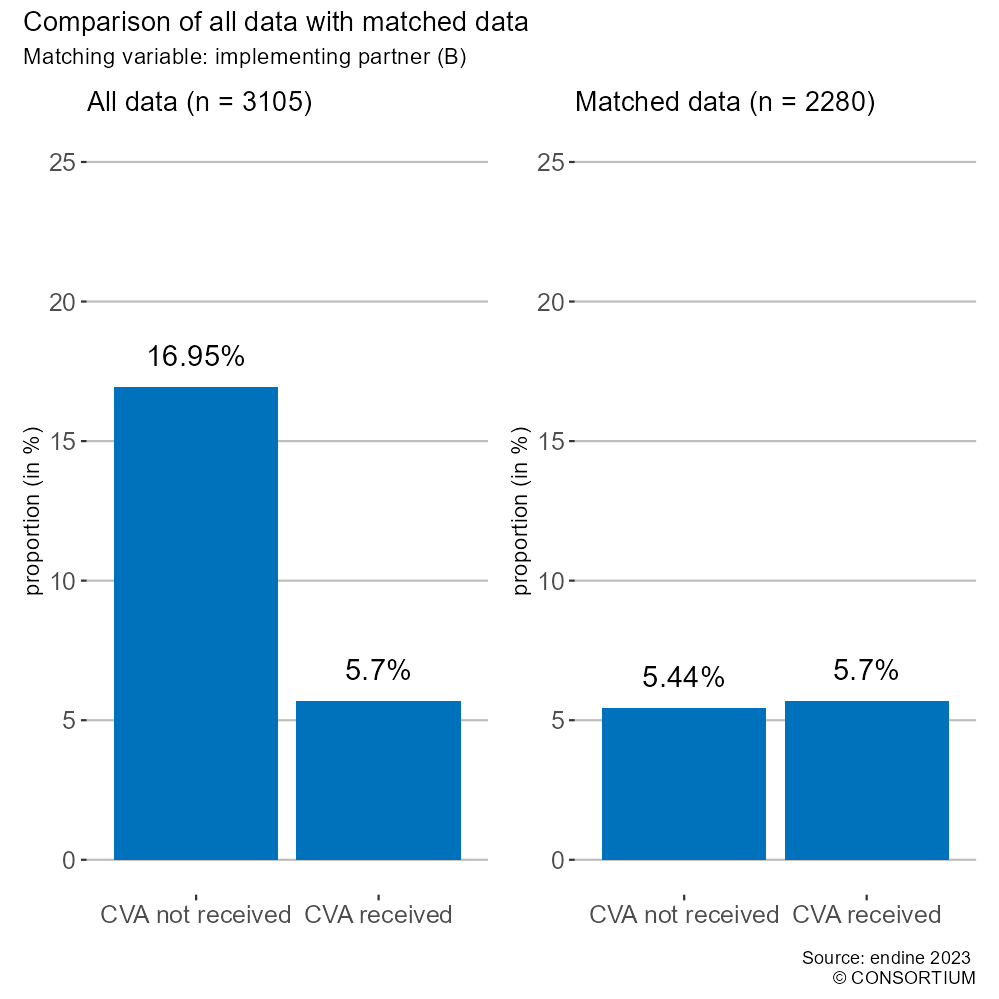 Comparison of all data with matched data
Matching variable: implementing partner (B)
All data (n = 3105)
proportion (in %)
25
20
15
10
5
0
16.95%
5.7%
CVA not received
CVA received
Matched data (n = 2280)
proportion (in %)
25
20
15
10
5
0
5.44%
5.7%
CVA not received
CVA received
Source: endine 2023
© CONSORTIUM